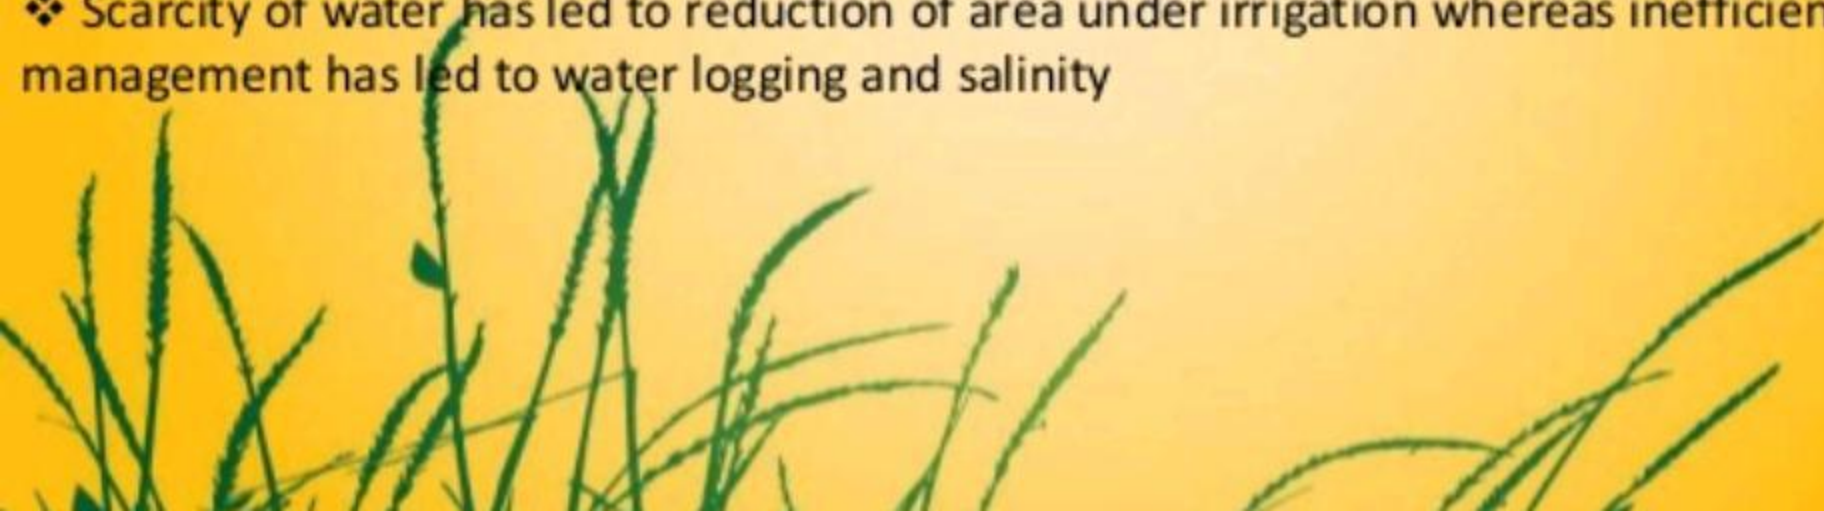 ❖ Scarcity of water has led to reduction of area under irrigation whereas inefficien
management has led to water logging and salinity